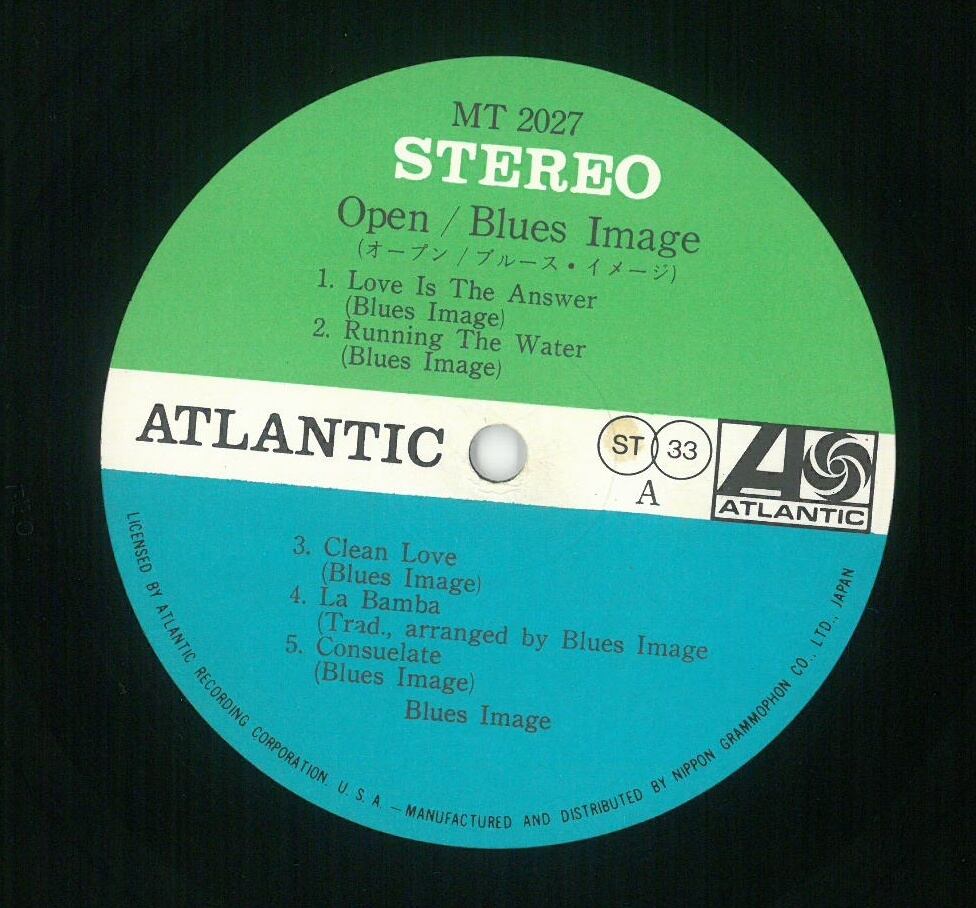 MT 2027
STEREO
Open / Blues Image
(オープン / ブルース・イメージ)
1. Love Is The Answer
(Blues Image)
2. Running The Water
(Blues Image)
ATLANTIC
ST 33
A
ATLANTIC
3. Clean Love
(Blues Image)
4. La Bamba
(Trad., arranged by Blues Image
5. Consuelate
(Blues Image)
Blues Image
LICENSED BY ATLANTIC RECORDING CORPORATION. U. S. A. — MANUFACTURED AND DISTRIBUTED BY NIPPON GRAMMOPHON CO., LTD., JAPAN